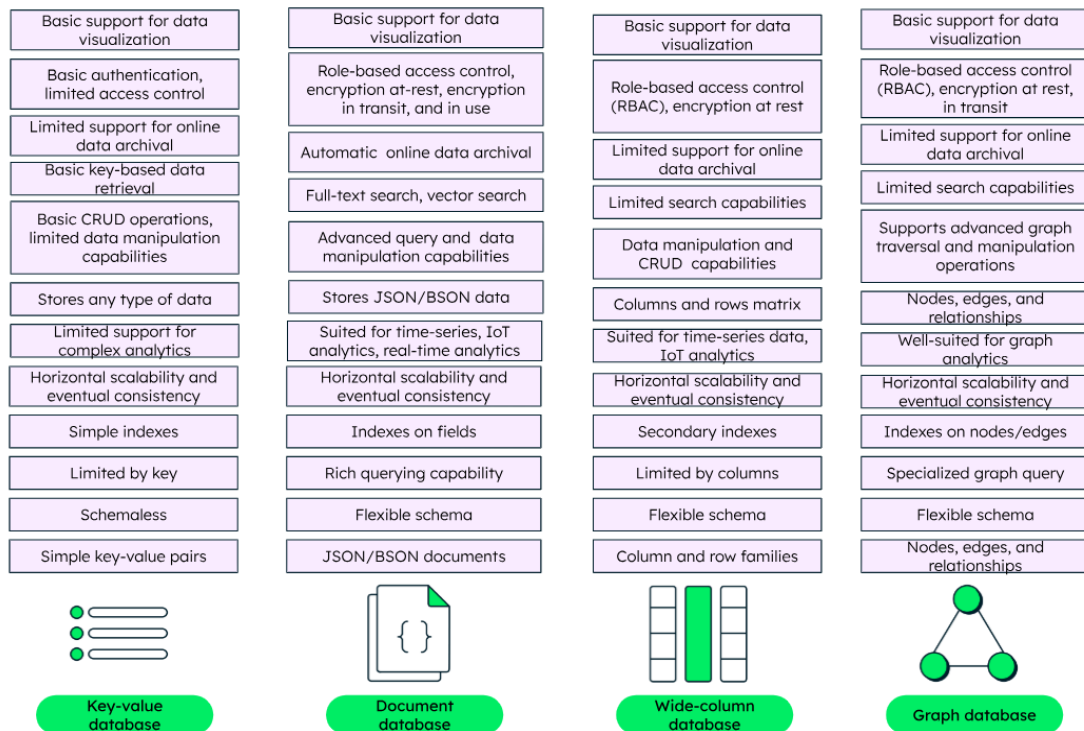 Basic support for data
visualization
Basic authentication,
limited access control
Limited support for online
data archival
Basic key-based data
retrieval
Basic CRUD operations,
limited data manipulation
capabilities
Stores any type of data
Limited support for
complex analytics
Horizontal scalability and
eventual consistency
Simple indexes
Limited by key
Schemaless
Simple key-value pairs
Key-value
database
Basic support for data
visualization
Role-based access control,
encryption at-rest, encryption
in transit, and in use
Automatic online data archival
Full-text search, vector search
Advanced query and data
manipulation capabilities
Stores JSON/BSON data
Suited for time-series, IoT
analytics, real-time analytics
Horizontal scalability and
eventual consistency
Indexes on fields
Rich querying capability
Flexible schema
JSON/BSON documents
{ }
Document
database
Basic support for data
visualization
Role-based access control
(RBAC), encryption at rest
Limited support for online
data archival
Limited search capabilities
Data manipulation and
CRUD capabilities
Columns and rows matrix
Suited for time-series data,
IoT analytics
Horizontal scalability and
eventual consistency
Secondary indexes
Limited by columns
Flexible schema
Column and row families
Wide-column
database
Basic support for data
visualization
Role-based access control
(RBAC), encryption at rest,
in transit
Limited support for online
data archival
Limited search capabilities
Supports advanced graph
traversal and manipulation
operations
Nodes, edges, and
relationships
Well-suited for graph
analytics
Horizontal scalability and
eventual consistency
Indexes on nodes/edges
Specialized graph query
Flexible schema
Nodes, edges, and
relationships
Graph database